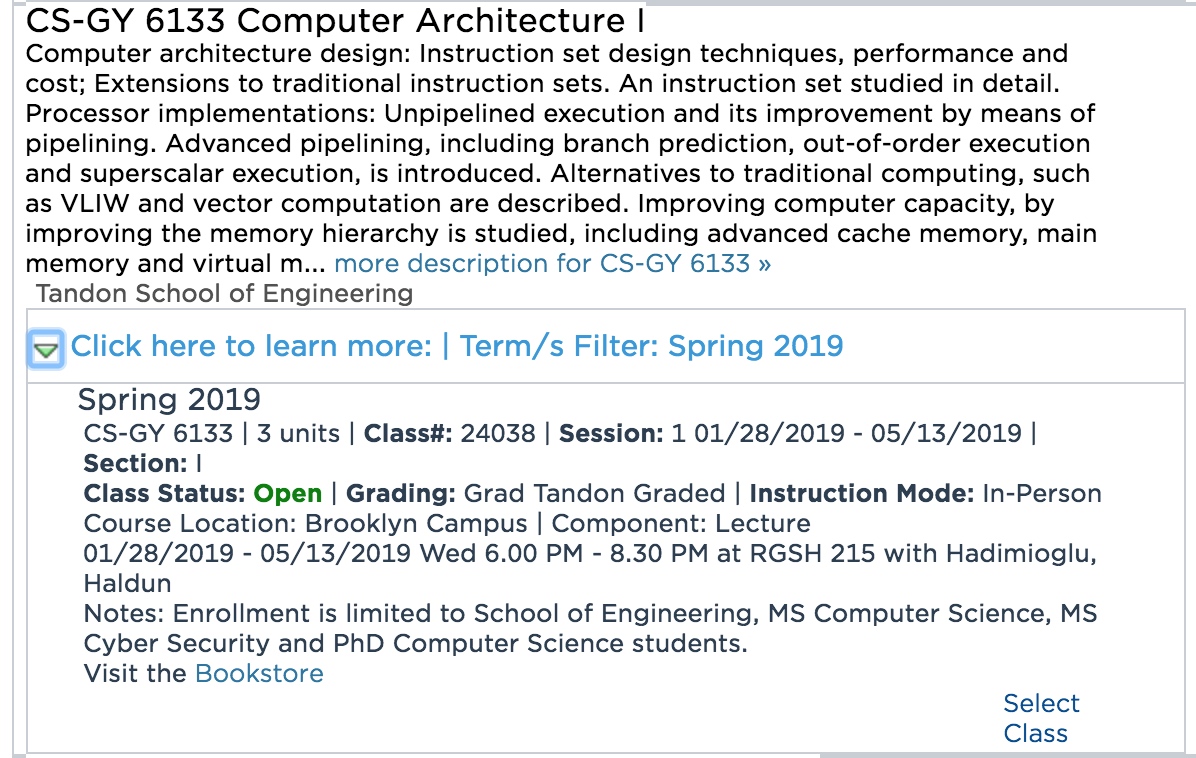 CS-GY 6133 Computer Architecture I
Computer architecture design: Instruction set design techniques, performance and
cost; Extensions to traditional instruction sets. An instruction set studied in detail.
Processor implementations: Unpipelined execution and its improvement by means of
pipelining. Advanced pipelining, including branch prediction, out-of-order execution
and superscalar execution, is introduced. Alternatives to traditional computing, such
as VLIW and vector computation are described. Improving computer capacity, by
improving the memory hierarchy is studied, including advanced cache memory, main
memory and virtual m... more description for CS-GY 6133 »
Tandon School of Engineering
Click here to learn more: | Term/s Filter: Spring 2019
Spring 2019
CS-GY 6133 | 3 units | Class#: 24038 | Session: 1 01/28/2019 - 05/13/2019 |
Section: I
Class Status: Open | Grading: Grad Tandon Graded | Instruction Mode: In-Person
Course Location: Brooklyn Campus | Component: Lecture
01/28/2019 - 05/13/2019 Wed 6.00 PM - 8.30 PM at RGSH 215 with Hadimioglu,
Haldun
Notes: Enrollment is limited to School of Engineering, MS Computer Science, MS
Cyber Security and PhD Computer Science students.
Visit the Bookstore
Select
Class